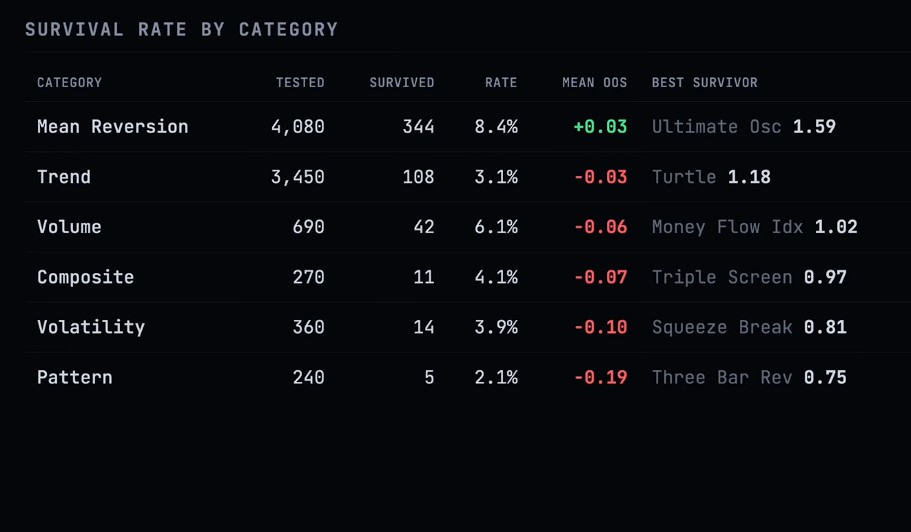 SURVIVAL RATE BY CATEGORY
CATEGORY TESTED SURVIVED RATE MEAN OOS BEST SURVIVOR
Mean Reversion 4,080 344 8.4% +0.03 Ultimate Osc 1.59
Trend 3,450 108 3.1% -0.03 Turtle 1.18
Volume 690 42 6.1% -0.06 Money Flow Idx 1.02
Composite 270 11 4.1% -0.07 Triple Screen 0.97
Volatility 360 14 3.9% -0.10 Squeeze Break 0.81
Pattern 240 5 2.1% -0.19 Three Bar Rev 0.75